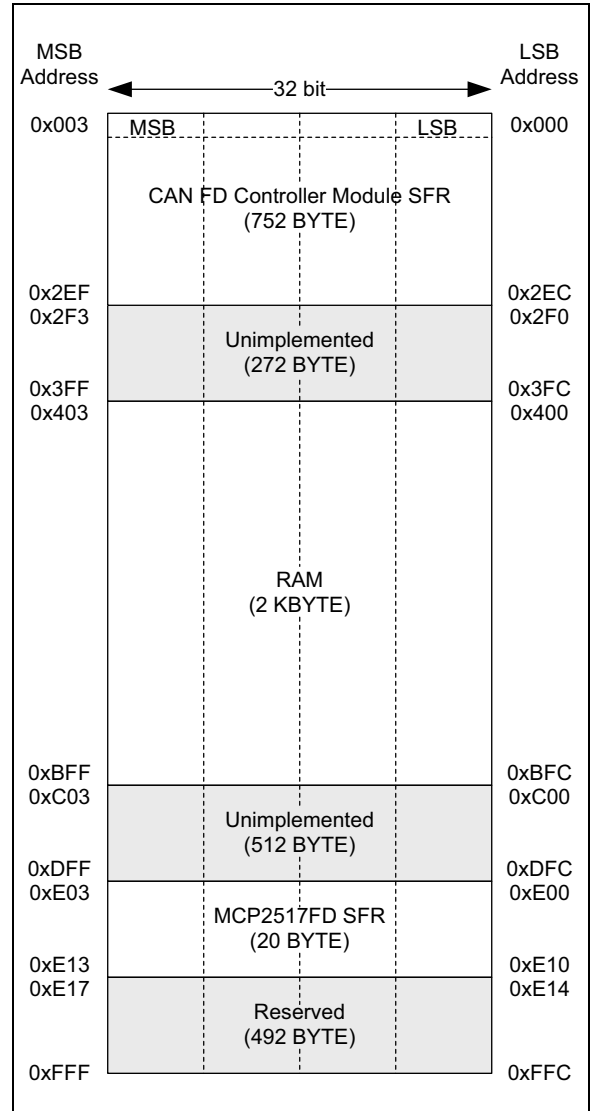 MSB Address
LSB Address
32 bit
0x003 MSB LSB 0x000
CAN FD Controller Module SFR
(752 BYTE)
0x2EF 0x2EC
0x2F3 0x2F0
Unimplemented
(272 BYTE)
0x3FF 0x3FC
0x403 0x400
RAM
(2 KBYTE)
0xBFF 0xBFC
0xC03 0xC00
Unimplemented
(512 BYTE)
0xDFF 0xDFC
0xE03 0xE00
MCP2517FD SFR
(20 BYTE)
0xE13 0xE10
0xE17 0xE14
Reserved
(492 BYTE)
0xFFF 0xFFC